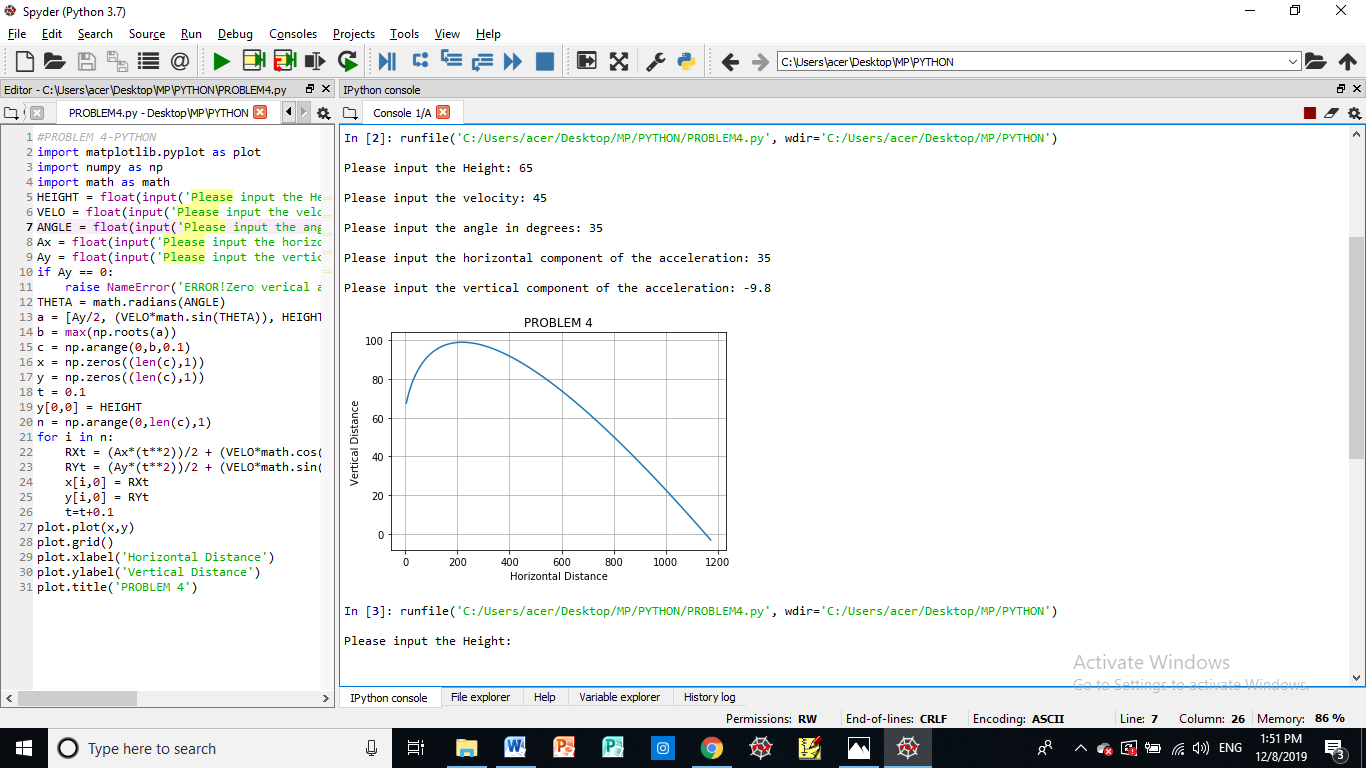 Spyder (Python 3.7)
File Edit Search Source Run Debug Consoles Projects Tools View Help
C:\Users\acer\Desktop\MP\PYTHON
Editor - C:\Users\acer\Desktop\MP\PYTHON\PROBLEM4.py
PROBLEM4.py - Desktop\MP\PYTHON
1 #PROBLEM 4-PYTHON
2 import matplotlib.pyplot as plot
3 import numpy as np
4 import math as math
5 HEIGHT = float(input('Please input the He
6 VELO = float(input('Please input the velo
7 ANGLE = float(input('Please input the ang
8 Ax = float(input('Please input the horizo
9 Ay = float(input('Please input the vertic
10 if Ay == 0:
11     raise NameError('ERROR!Zero verical a
12 THETA = math.radians(ANGLE)
13 a = [Ay/2, (VELO*math.sin(THETA)), HEIGHT
14 b = max(np.roots(a))
15 c = np.arange(0,b,0.1)
16 x = np.zeros((len(c),1))
17 y = np.zeros((len(c),1))
18 t = 0.1
19 y[0,0] = HEIGHT
20 n = np.arange(0,len(c),1)
21 for i in n:
22     RXt = (Ax*(t**2))/2 + (VELO*math.cos(
23     RYt = (Ay*(t**2))/2 + (VELO*math.sin(
24     x[i,0] = RXt
25     y[i,0] = RYt
26     t=t+0.1
27 plot.plot(x,y)
28 plot.grid()
29 plot.xlabel('Horizontal Distance')
30 plot.ylabel('Vertical Distance')
31 plot.title('PROBLEM 4')
IPython console
Console 1/A
In [2]: runfile('C:/Users/acer/Desktop/MP/PYTHON/PROBLEM4.py', wdir='C:/Users/acer/Desktop/MP/PYTHON')
Please input the Height: 65
Please input the velocity: 45
Please input the angle in degrees: 35
Please input the horizontal component of the acceleration: 35
Please input the vertical component of the acceleration: -9.8
PROBLEM 4
100
80
60
40
20
0
Vertical Distance
0 200 400 600 800 1000 1200
Horizontal Distance
In [3]: runfile('C:/Users/acer/Desktop/MP/PYTHON/PROBLEM4.py', wdir='C:/Users/acer/Desktop/MP/PYTHON')
Please input the Height:
Activate Windows
Go to Settings to activate Windows.
IPython console File explorer Help Variable explorer History log
Permissions: RW End-of-lines: CRLF Encoding: ASCII Line: 7 Column: 26 Memory: 86 %
Type here to search
ENG
1:51 PM
12/8/2019
3